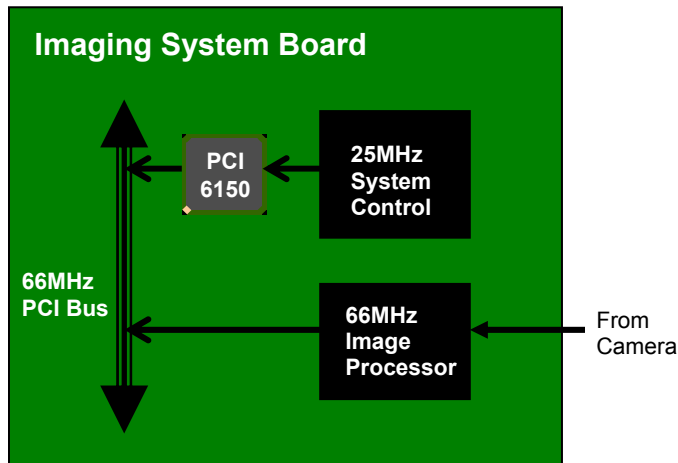 Imaging System Board
PCI
6150
25MHz
System
Control
66MHz
PCI Bus
66MHz
Image
Processor
From
Camera